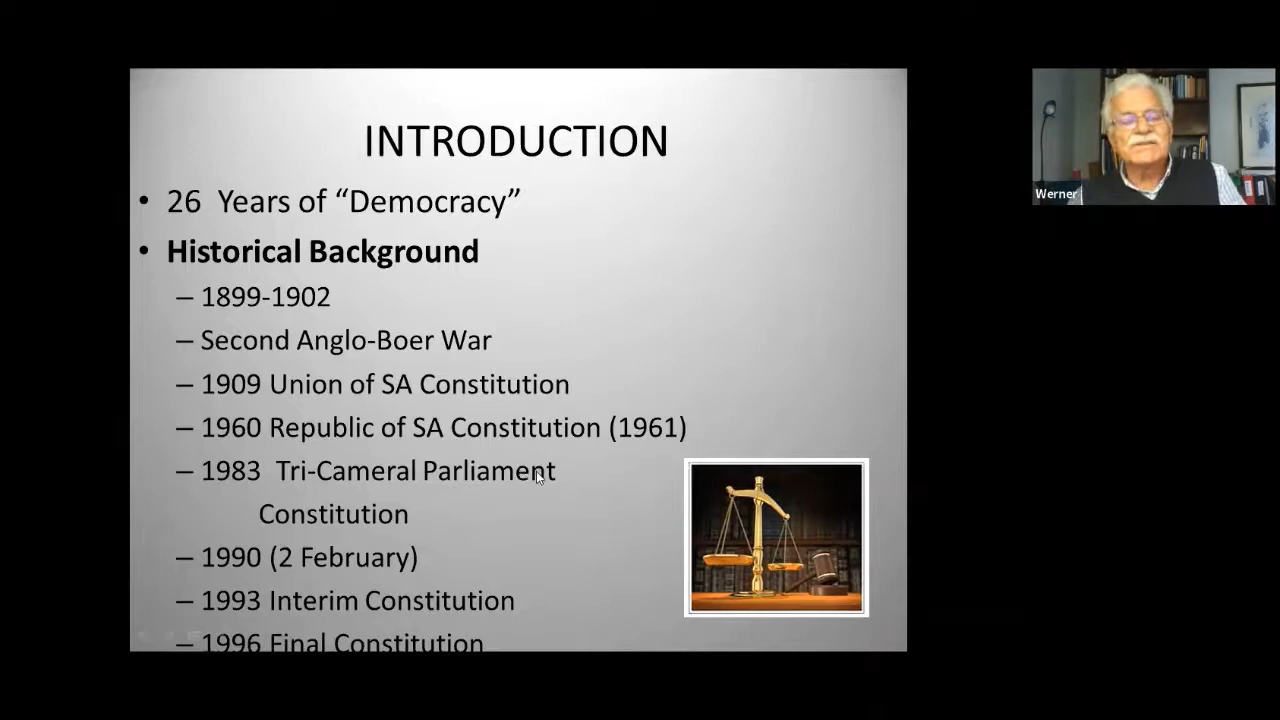 INTRODUCTION
• 26 Years of “Democracy”
• Historical Background
– 1899-1902
– Second Anglo-Boer War
– 1909 Union of SA Constitution
– 1960 Republic of SA Constitution (1961)
– 1983 Tri-Cameral Parliament
Constitution
– 1990 (2 February)
– 1993 Interim Constitution
– 1996 Final Constitution
Werner